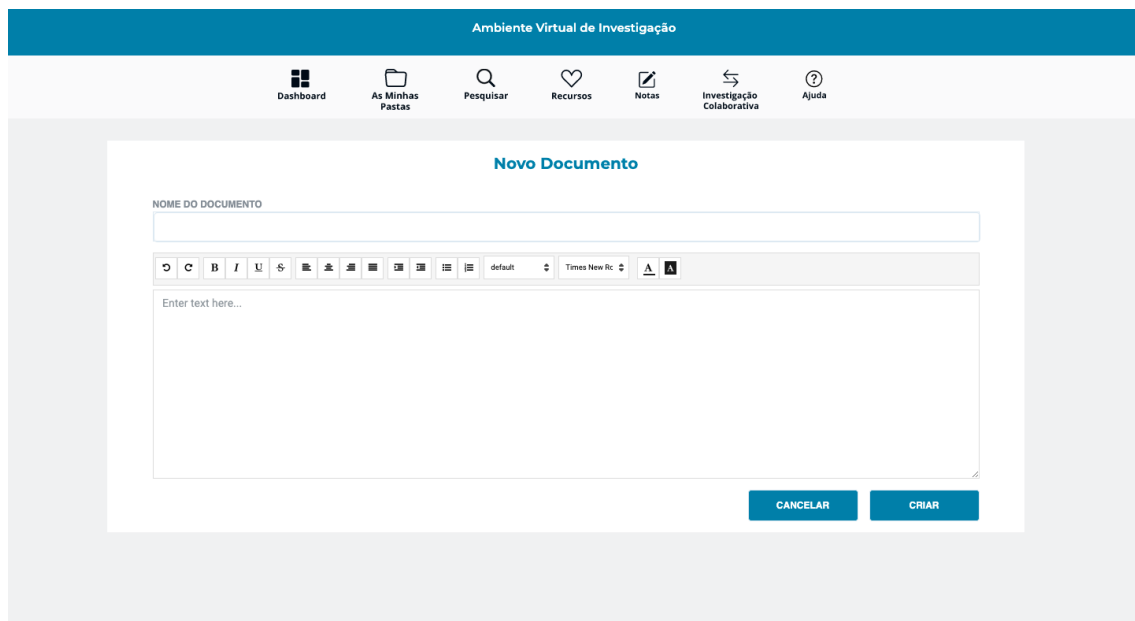 Ambiente Virtual de Investigação
Dashboard
As Minhas
Pastas
Pesquisar
Recursos
Notas
Investigação
Colaborativa
Ajuda
Novo Documento
NOME DO DOCUMENTO
B I U S default Times New Rc A A
Enter text here...
CANCELAR CRIAR